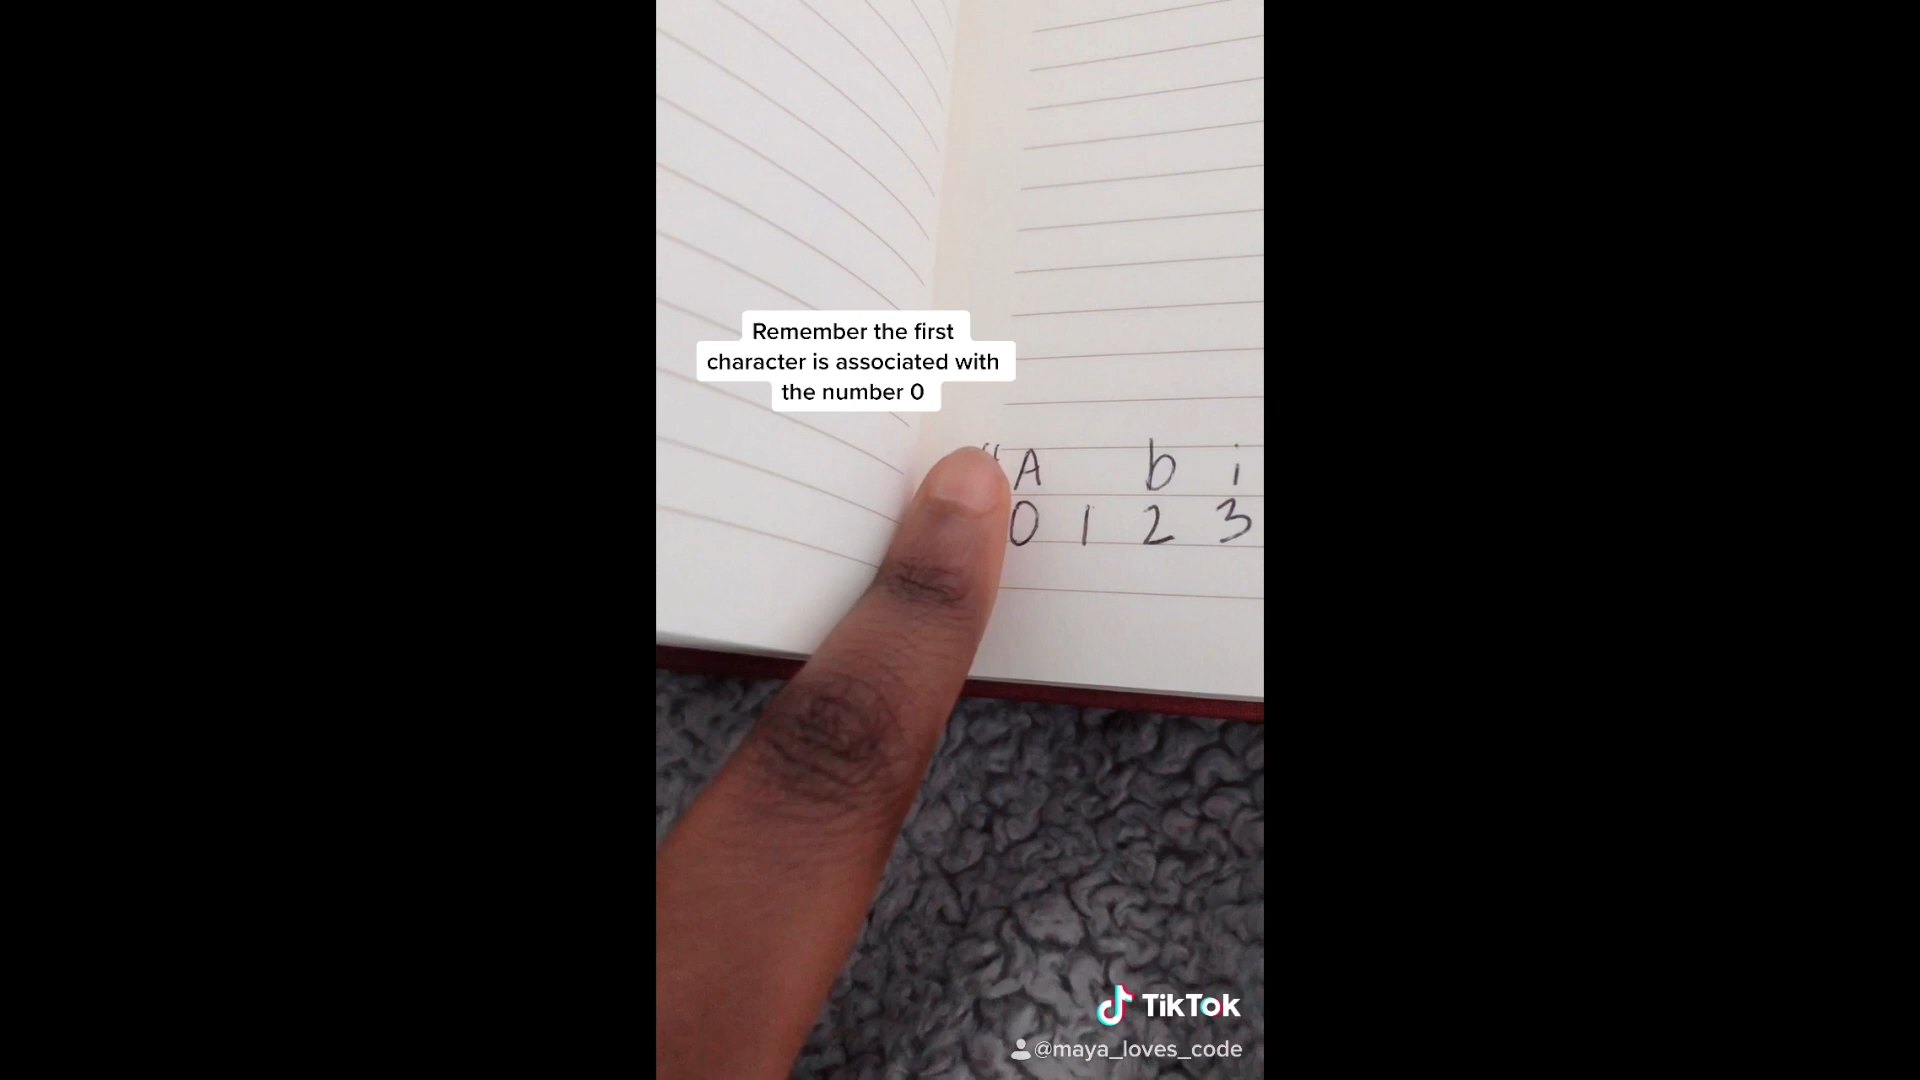 Remember the first
character is associated with
the number 0
“A b i
0 1 2 3
TikTok
@maya_loves_code